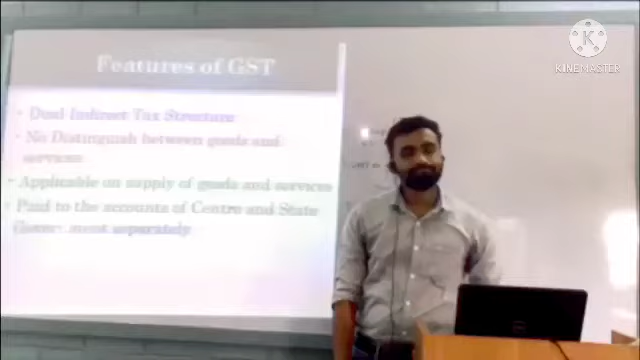 Features of GST
KINEMASTER
• Dual Indirect Tax Structure
• No Distinguish between goods and
services
• Applicable on supply of goods and services
• Paid to the accounts of Centre and State
separately